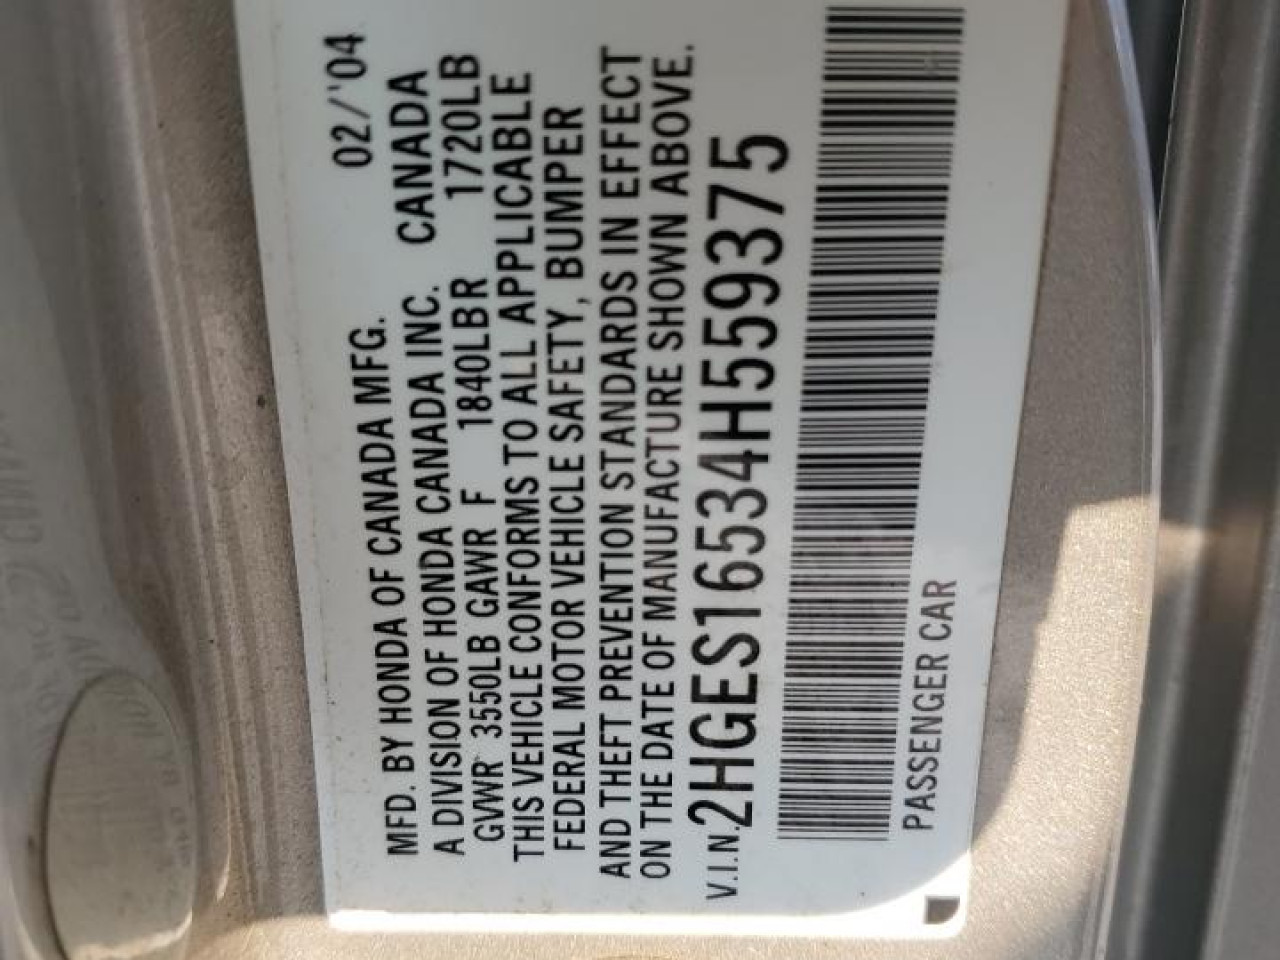 02/'04
MFD. BY HONDA OF CANADA MFG.
A DIVISION OF HONDA CANADA INC. CANADA
GVWR 3550LB GAWR F 1840LBR 1720LB
THIS VEHICLE CONFORMS TO ALL APPLICABLE
FEDERAL MOTOR VEHICLE SAFETY, BUMPER
AND THEFT PREVENTION STANDARDS IN EFFECT
ON THE DATE OF MANUFACTURE SHOWN ABOVE.
V.I.N. 2HGES16534H559375
PASSENGER CAR